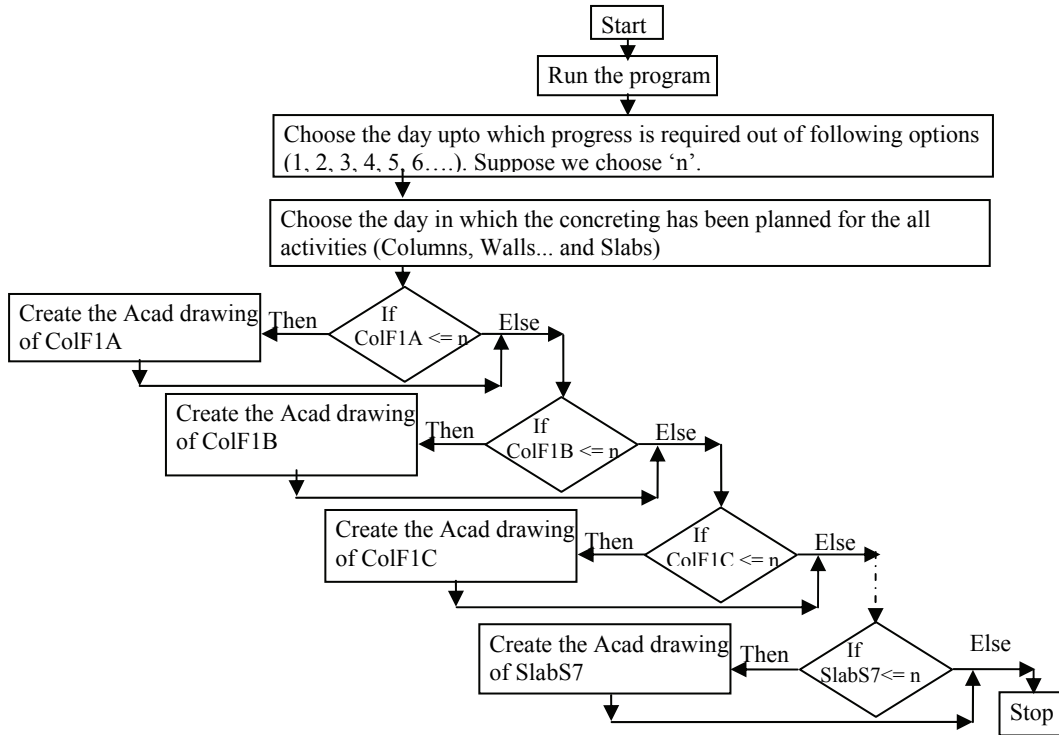 Start
Run the program
Choose the day upto which progress is required out of following options
(1, 2, 3, 4, 5, 6….). Suppose we choose ‘n’.
Choose the day in which the concreting has been planned for the all
activities (Columns, Walls... and Slabs)
Create the Acad drawing
of ColF1A
Then
If
ColF1A <= n
Else
Create the Acad drawing
of ColF1B
Then
If
ColF1B <= n
Else
Create the Acad drawing
of ColF1C
Then
If
ColF1C <= n
Else
Create the Acad drawing
of SlabS7
Then
If
SlabS7<= n
Else
Stop